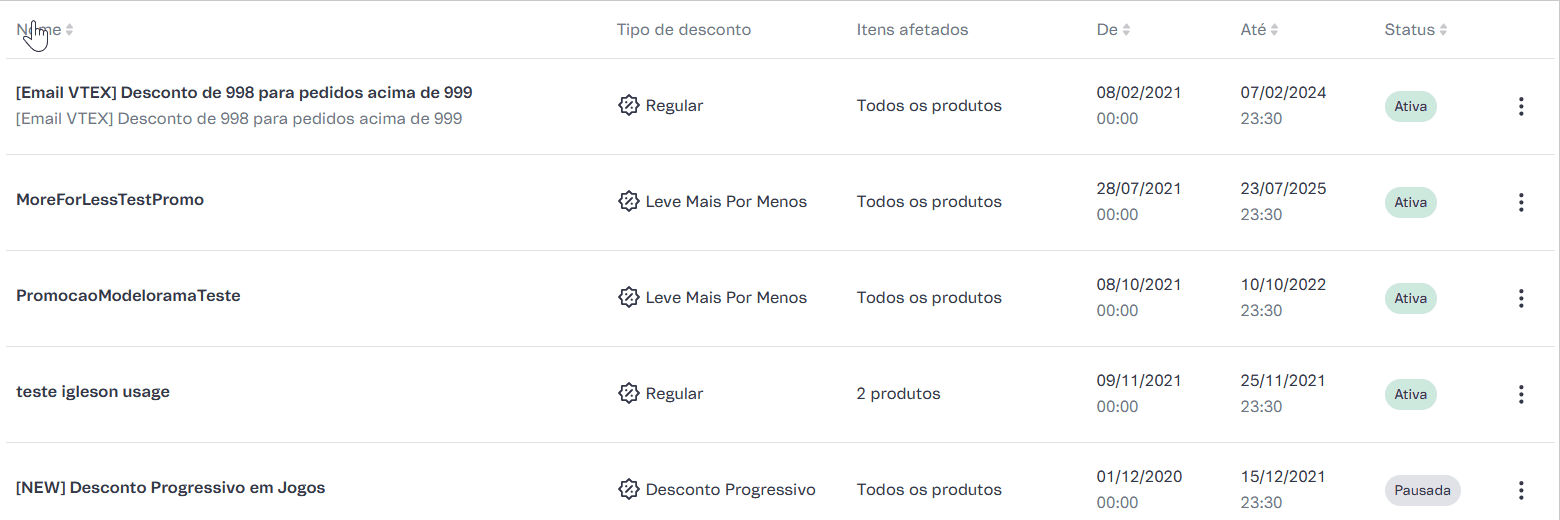 Nome Tipo de desconto Itens afetados De Até Status
[Email VTEX] Desconto de 998 para pedidos acima de 999
[Email VTEX] Desconto de 998 para pedidos acima de 999
Regular
Todos os produtos
08/02/2021
00:00
07/02/2024
23:30
Ativa
MoreForLessTestPromo
Leve Mais Por Menos
Todos os produtos
28/07/2021
00:00
23/07/2025
23:30
Ativa
PromocaoModeloramaTeste
Leve Mais Por Menos
Todos os produtos
08/10/2021
00:00
10/10/2022
23:30
Ativa
teste igleson usage
Regular
2 produtos
09/11/2021
00:00
25/11/2021
23:30
Ativa
[NEW] Desconto Progressivo em Jogos
Desconto Progressivo
Todos os produtos
01/12/2020
00:00
15/12/2021
23:30
Pausada